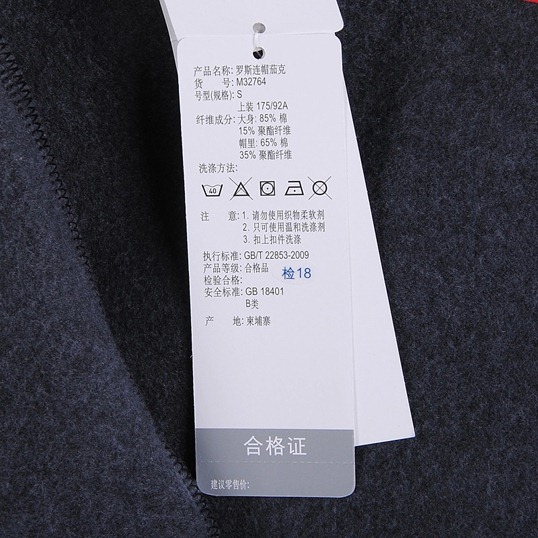 产品名称: 罗斯连帽茄克
货 号: M32764
号型(规格): S
上装 175/92A
纤维成分: 大身: 85% 棉
15% 聚酯纤维
帽里: 65% 棉
35% 聚酯纤维
洗涤方法:
40
注 意: 1. 请勿使用织物柔软剂
2. 只可使用温和洗涤剂
3. 扣上扣件洗涤
执行标准: GB/T 22853-2009
产品等级: 合格品
检验合格: 检18
安全标准: GB 18401
B类
产 地: 柬埔寨
合格证
建议零售价: